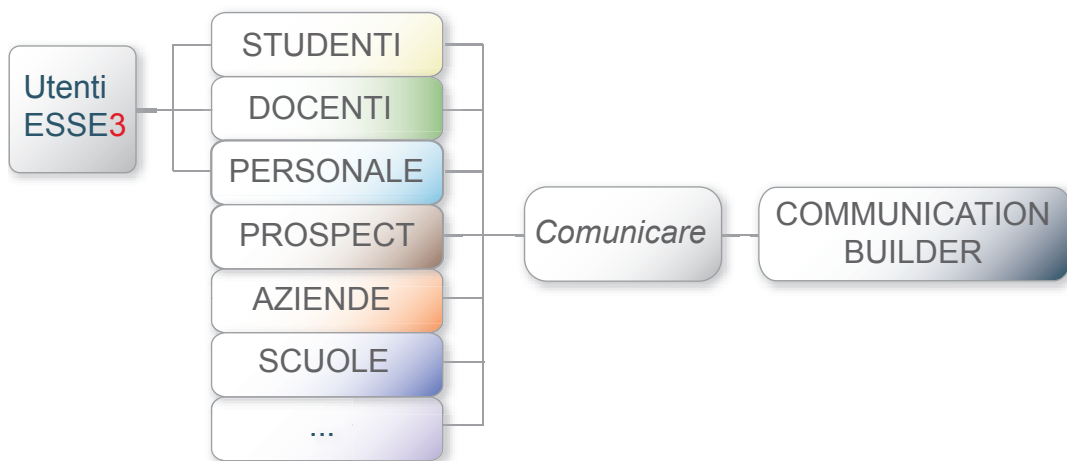 Utenti
ESSE3
STUDENTI
DOCENTI
PERSONALE
PROSPECT
AZIENDE
SCUOLE
...
Comunicare
COMMUNICATION
BUILDER